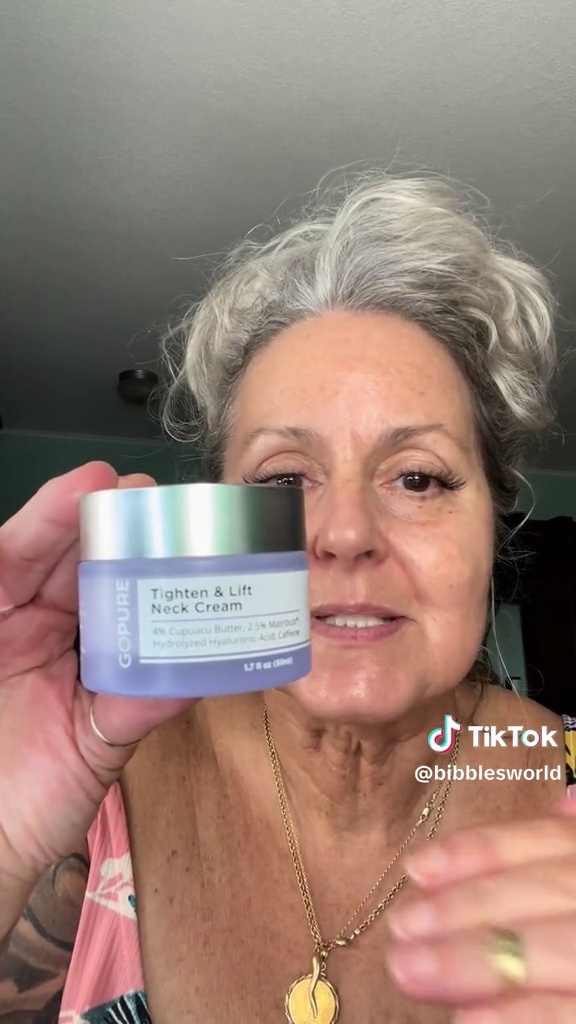 GOPURE
Tighten & Lift
Neck Cream
4% Cupuacu Butter, 2.5% Matribust®,
Hydrolyzed Hyaluronic Acid, Caffeine
1.7 fl oz (50ml)
TikTok
@bibblesworld